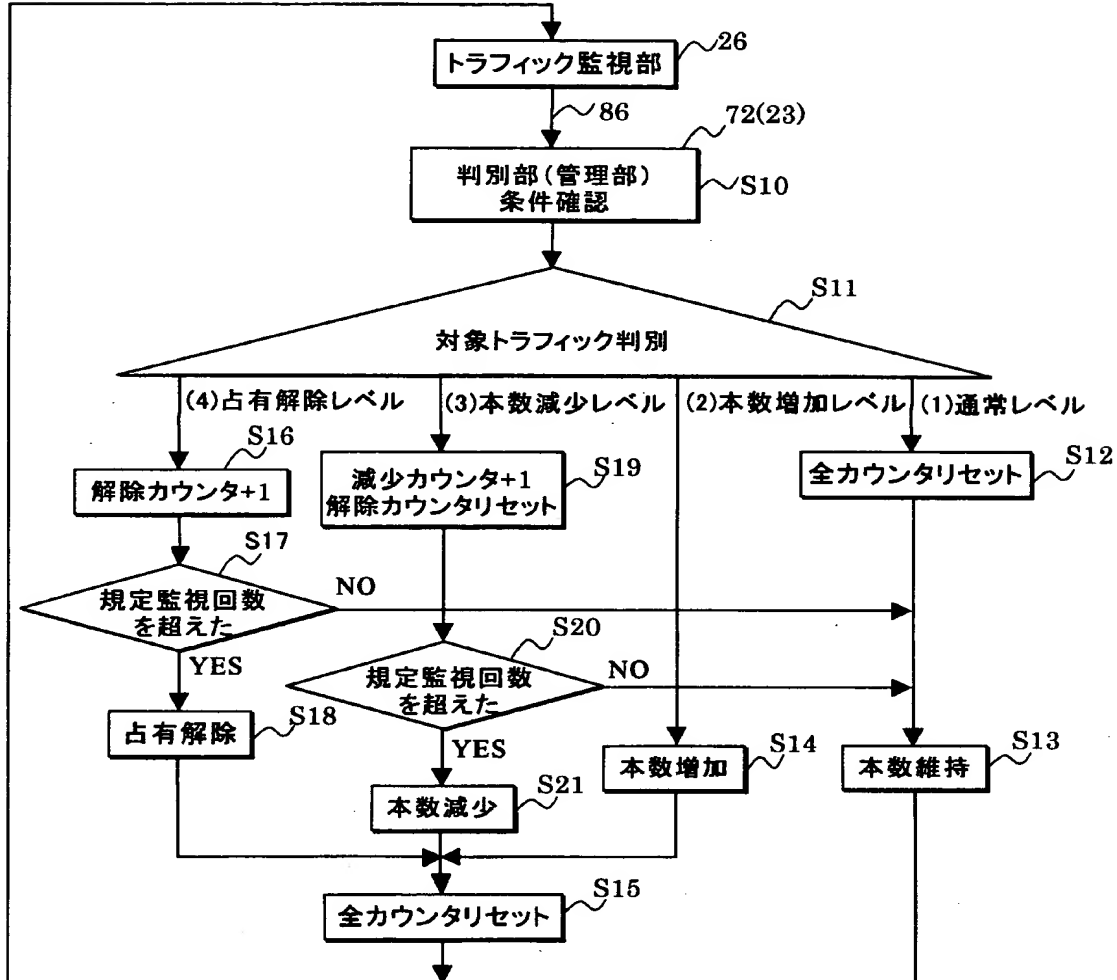 トラフィック監視部
26
86
72(23)
判別部(管理部)
条件確認
S10
S11
対象トラフィック判別
(4)占有解除レベル
(3)本数減少レベル
(2)本数増加レベル
(1)通常レベル
S16
解除カウンタ+1
減少カウンタ+1
解除カウンタリセット
S19
全カウンタリセット
S12
S17
規定監視回数
を超えた
NO
YES
S20
規定監視回数
を超えた
NO
YES
占有解除
S18
本数増加
S14
本数維持
S13
本数減少
S21
全カウンタリセット
S15